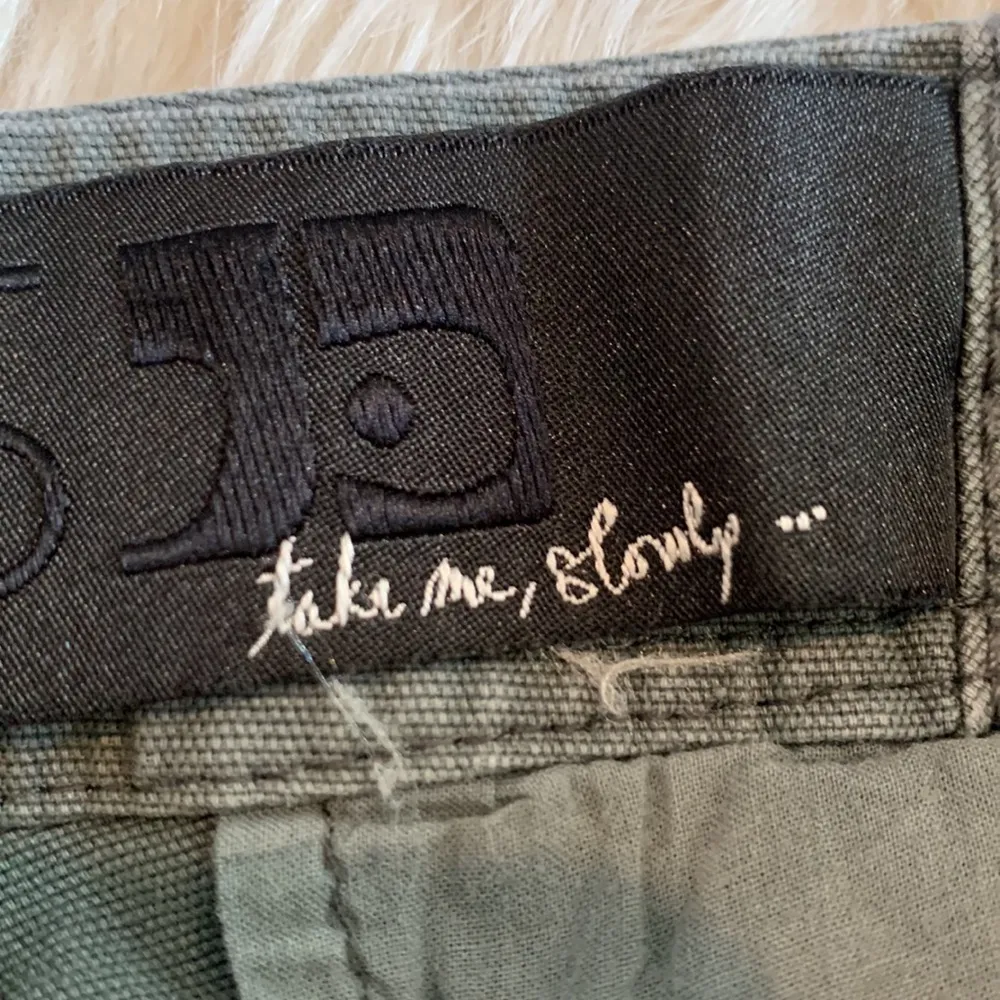 take me, slowly ...